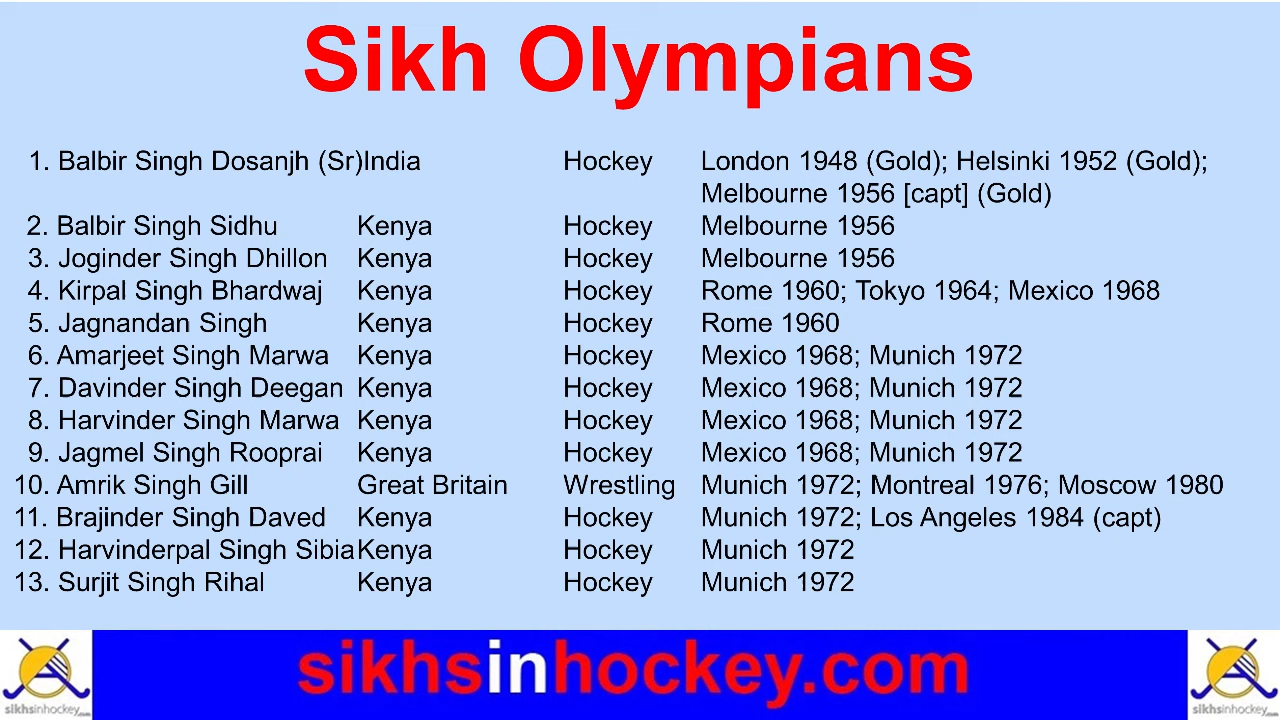 Sikh Olympians
1. Balbir Singh Dosanjh (Sr)India Hockey London 1948 (Gold); Helsinki 1952 (Gold);
Melbourne 1956 [capt] (Gold)
2. Balbir Singh Sidhu Kenya Hockey Melbourne 1956
3. Joginder Singh Dhillon Kenya Hockey Melbourne 1956
4. Kirpal Singh Bhardwaj Kenya Hockey Rome 1960; Tokyo 1964; Mexico 1968
5. Jagnandan Singh Kenya Hockey Rome 1960
6. Amarjeet Singh Marwa Kenya Hockey Mexico 1968; Munich 1972
7. Davinder Singh Deegan Kenya Hockey Mexico 1968; Munich 1972
8. Harvinder Singh Marwa Kenya Hockey Mexico 1968; Munich 1972
9. Jagmel Singh Rooprai Kenya Hockey Mexico 1968; Munich 1972
10. Amrik Singh Gill Great Britain Wrestling Munich 1972; Montreal 1976; Moscow 1980
11. Brajinder Singh Daved Kenya Hockey Munich 1972; Los Angeles 1984 (capt)
12. Harvinderpal Singh Sibia Kenya Hockey Munich 1972
13. Surjit Singh Rihal Kenya Hockey Munich 1972
sikhsinhockey.com
sikhsinhockey.com
sikhsinhockey.com